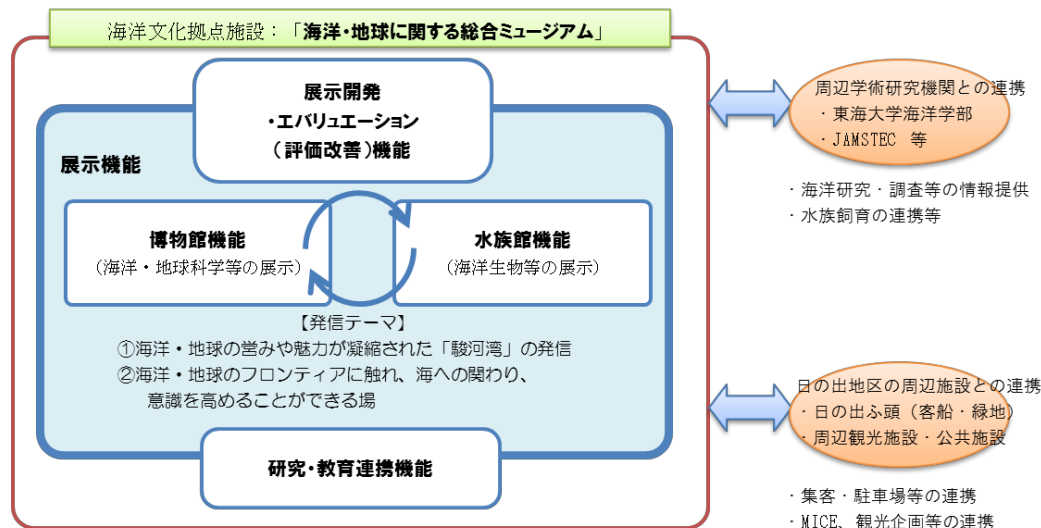 海洋文化拠点施設：「海洋・地球に関する総合ミュージアム」
展示開発
・エバリュエーション
（評価改善）機能
展示機能
博物館機能
（海洋・地球科学等の展示）
水族館機能
（海洋生物等の展示）
【発信テーマ】
①海洋・地球の営みや魅力が凝縮された「駿河湾」の発信
②海洋・地球のフロンティアに触れ、海への関わり、
意識を高めることができる場
研究・教育連携機能
周辺学術研究機関との連携
・東海大学海洋学部
・JAMSTEC 等
・海洋研究・調査等の情報提供
・水族飼育の連携等
日の出地区の周辺施設との連携
・日の出ふ頭（客船・緑地）
・周辺観光施設・公共施設
・集客・駐車場等の連携
・MICE、観光企画等の連携